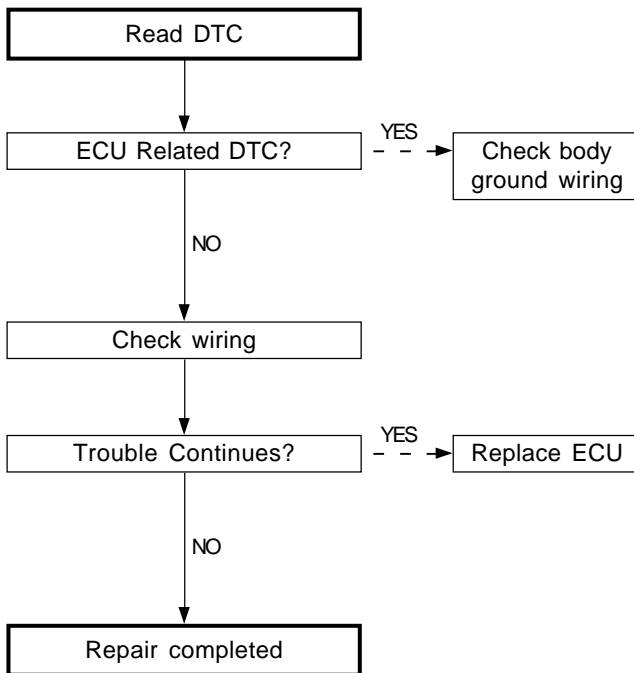 Read DTC
ECU Related DTC?
YES
Check body
ground wiring
NO
Check wiring
Trouble Continues?
YES
Replace ECU
NO
Repair completed